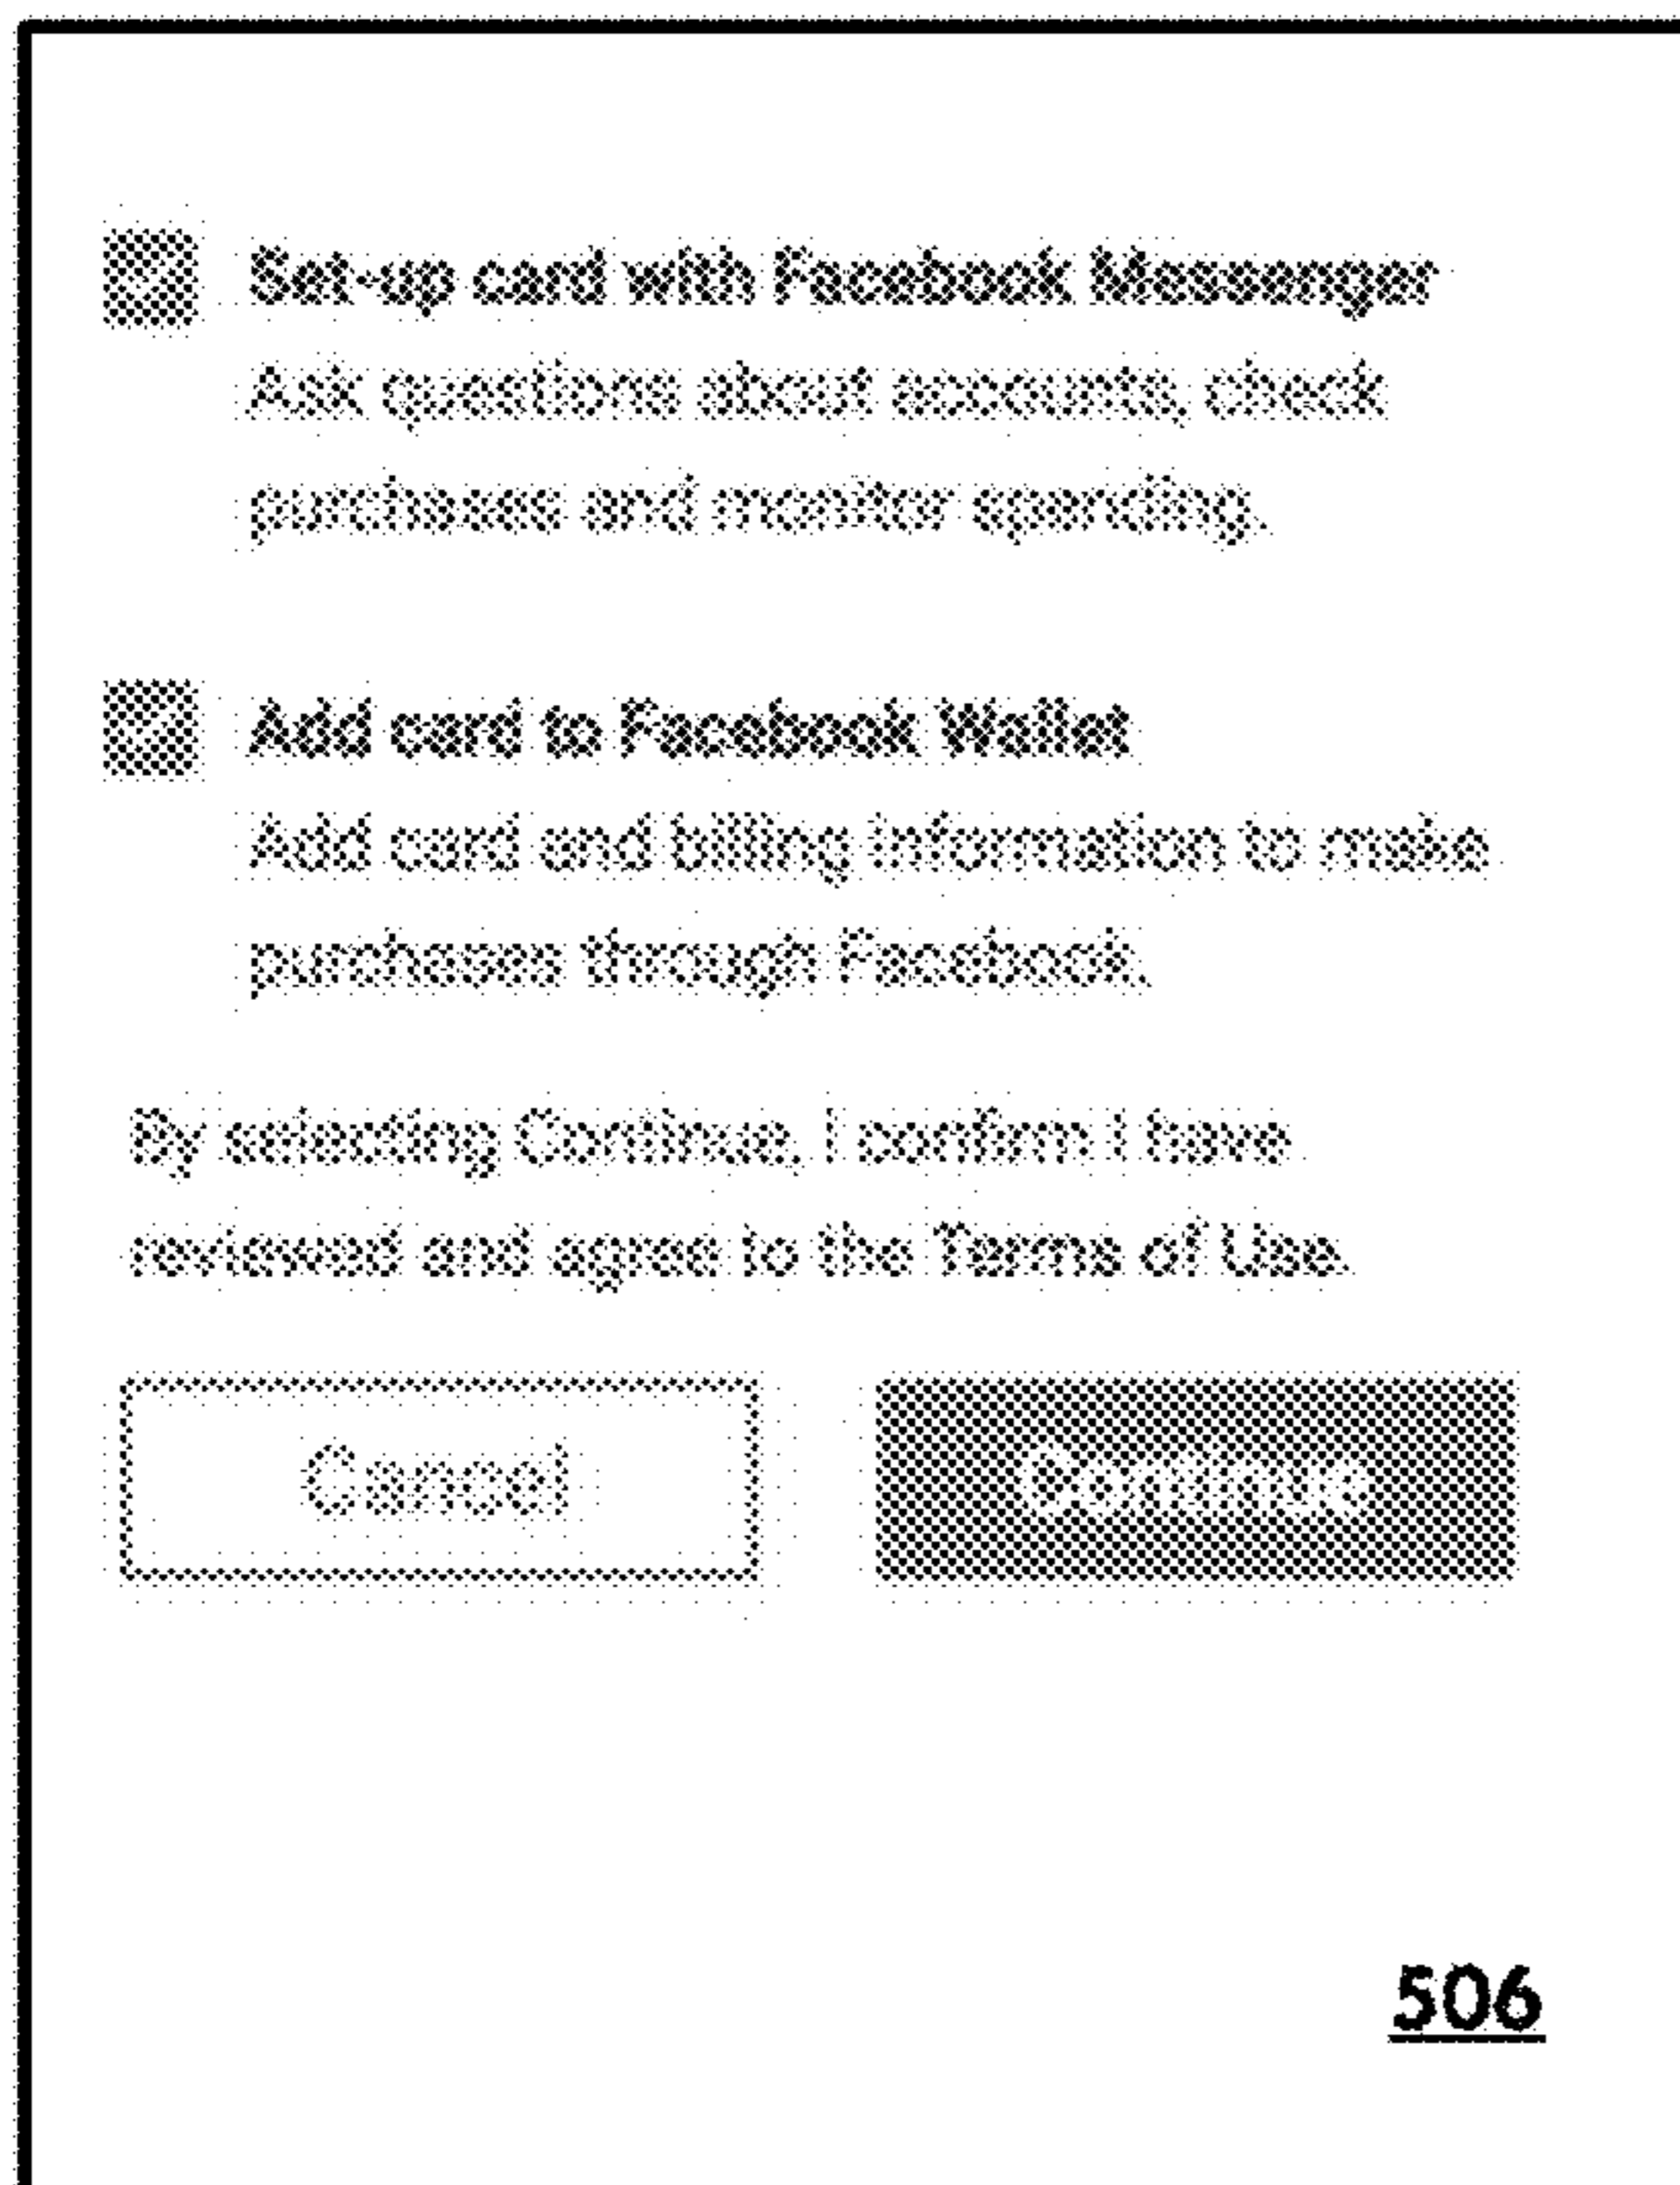 Set-up card with Facebook Messenger
Ask questions about accounts, check
purchases and monitor spending.
Add card to Facebook Wallet
Add card and billing information to make
purchases through Facebook.
By selecting Continue, I confirm I have
reviewed and agree to the Terms of Use.
Cancel Continue
506